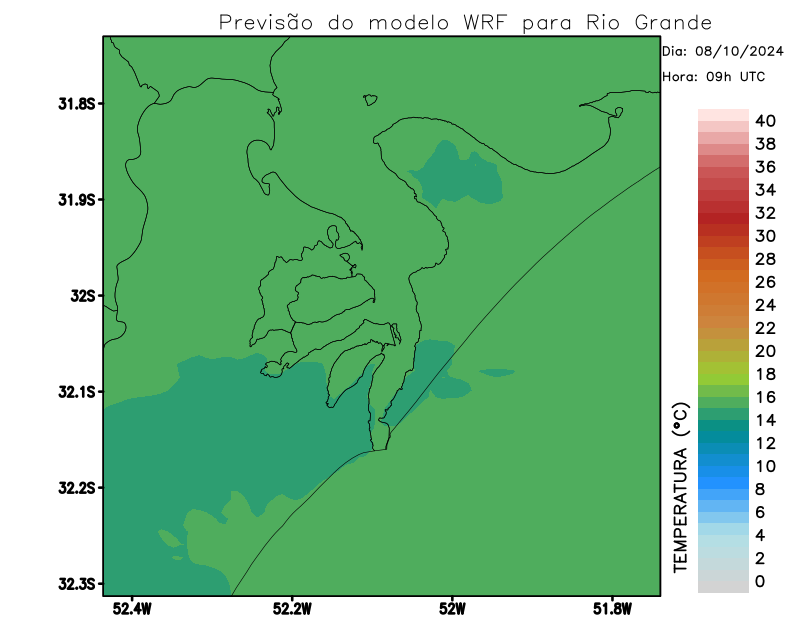 Previsão do modelo WRF para Rio Grande
Dia: 08/10/2024
Hora: 09h UTC
31.8S
31.9S
32S
32.1S
32.2S
32.3S
52.4W
52.2W
52W
51.8W
TEMPERATURA (°C)
40
38
36
34
32
30
28
26
24
22
20
18
16
14
12
10
8
6
4
2
0